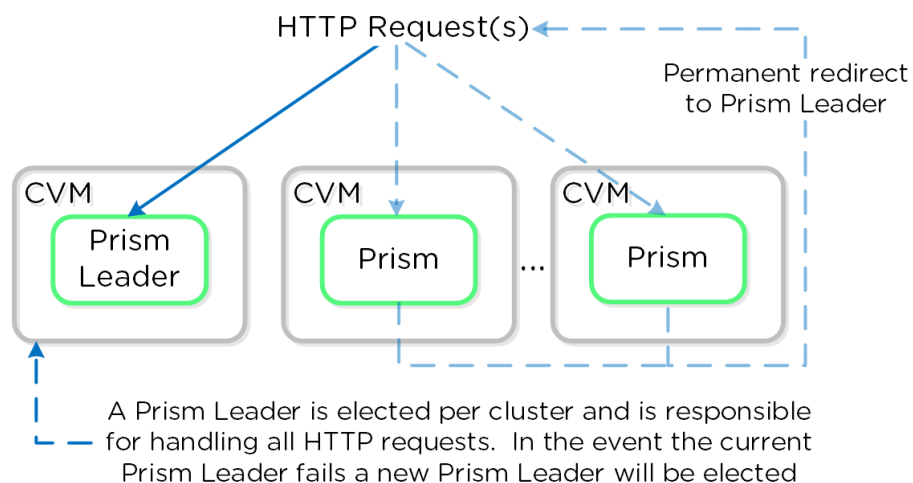 HTTP Request(s)
Permanent redirect
to Prism Leader
CVM
Prism
Leader
CVM
Prism
...
CVM
Prism
A Prism Leader is elected per cluster and is responsible
for handling all HTTP requests.  In the event the current
Prism Leader fails a new Prism Leader will be elected